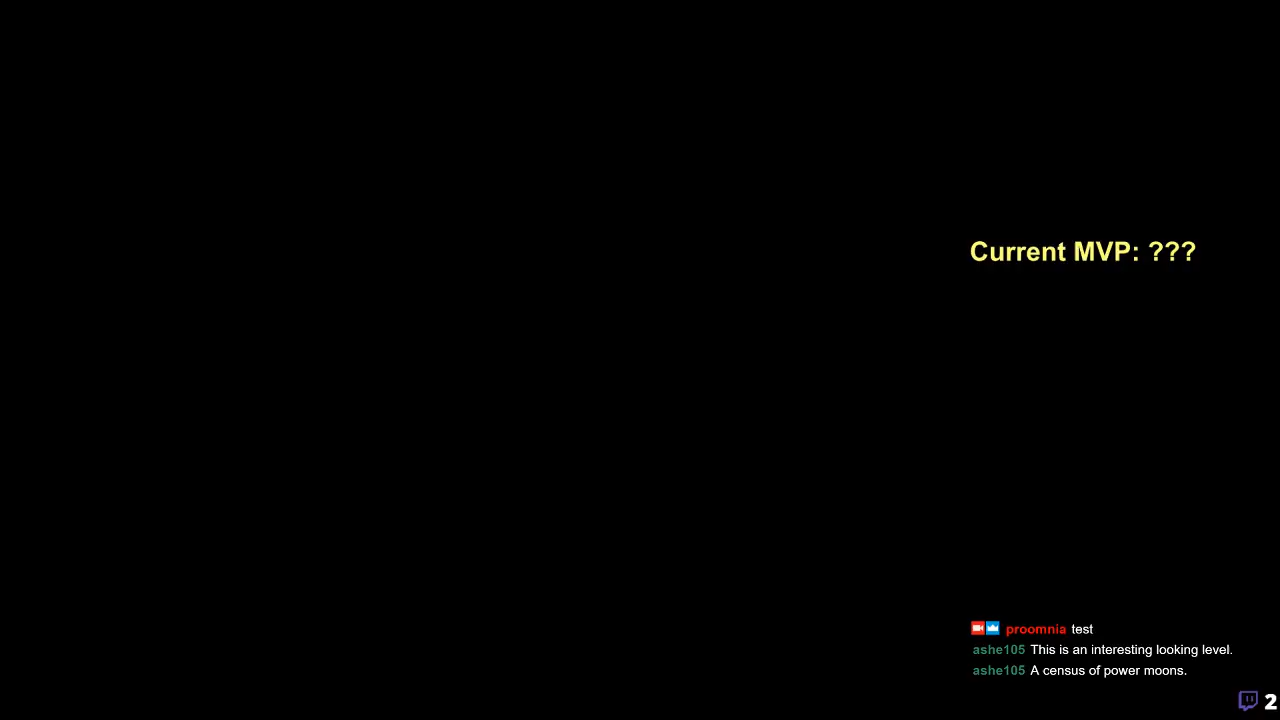 Current MVP: ???
proomnia test
ashe105 This is an interesting looking level.
ashe105 A census of power moons.
2